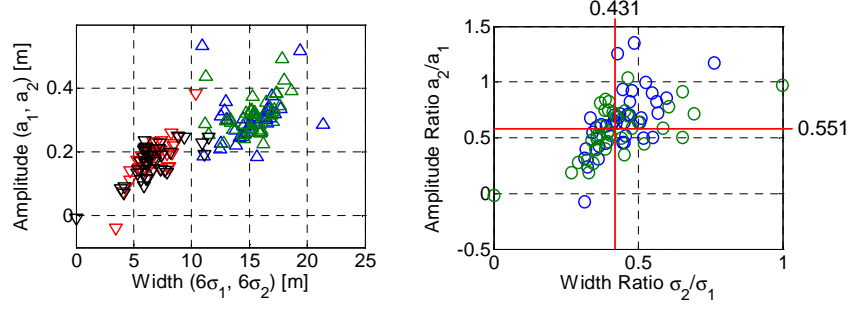 0.431
0.551
Amplitude (a1, a2) [m]
0.4
0.2
0
0 5 10 15 20 25
Width (6σ1, 6σ2) [m]
Amplitude Ratio a2/a1
1.5
1
0.5
0
-0.5
0 0.5 1
Width Ratio σ2/σ1